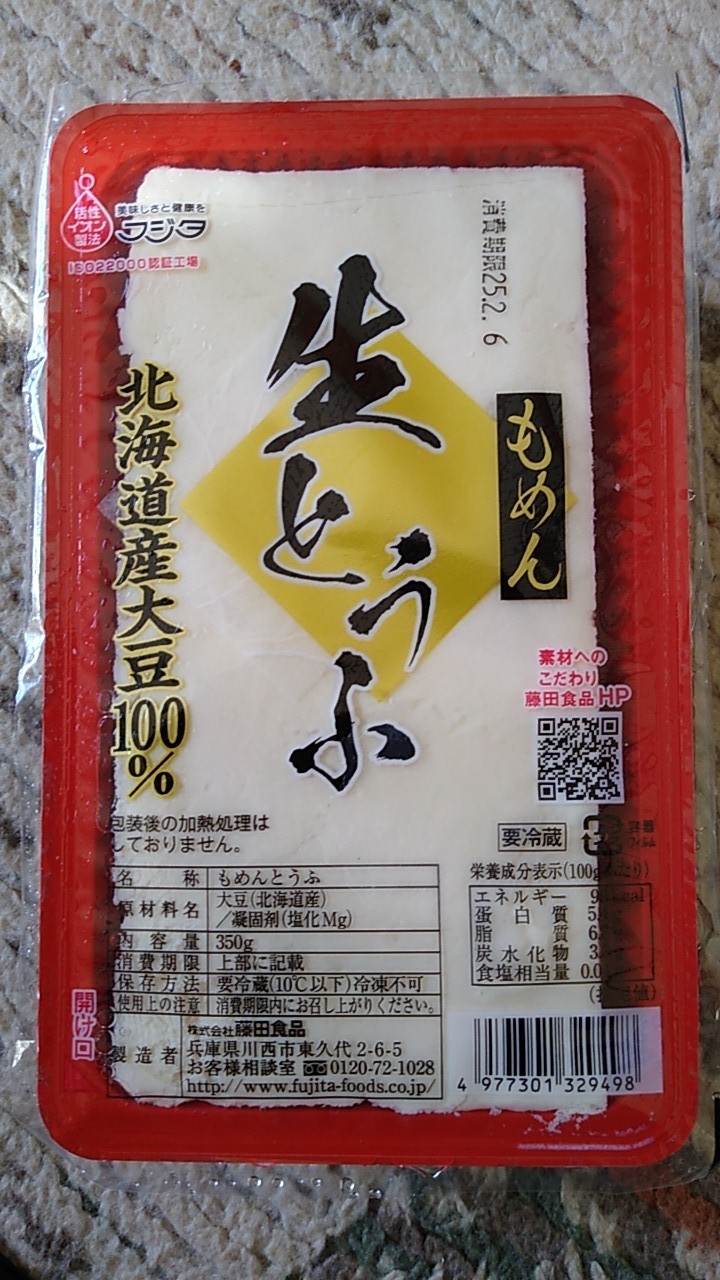 活性
イオン
製法
美味しさと健康を
フジタ
ISO22000認証工場
消費期限25.2.6
生とうふ
もめん
北海道産大豆100%
素材への
こだわり
藤田食品HP
包装後の加熱処理は
しておりません。
要冷蔵
容器
フィルム
名称 もめんとうふ
原材料名 大豆(北海道産)
/凝固剤(塩化Mg)
内容量 350g
消費期限 上部に記載
保存方法 要冷蔵(10℃以下)冷凍不可
使用上の注意 消費期限内にお召し上がりください。
製造者 株式会社藤田食品
兵庫県川西市東久代2-6-5
お客様相談室 0120-72-1028
http://www.fujita-foods.co.jp/
栄養成分表示(100g
エネルギー
蛋白質
脂質
炭水化物
食塩相当量
開け口
4 977301 329498